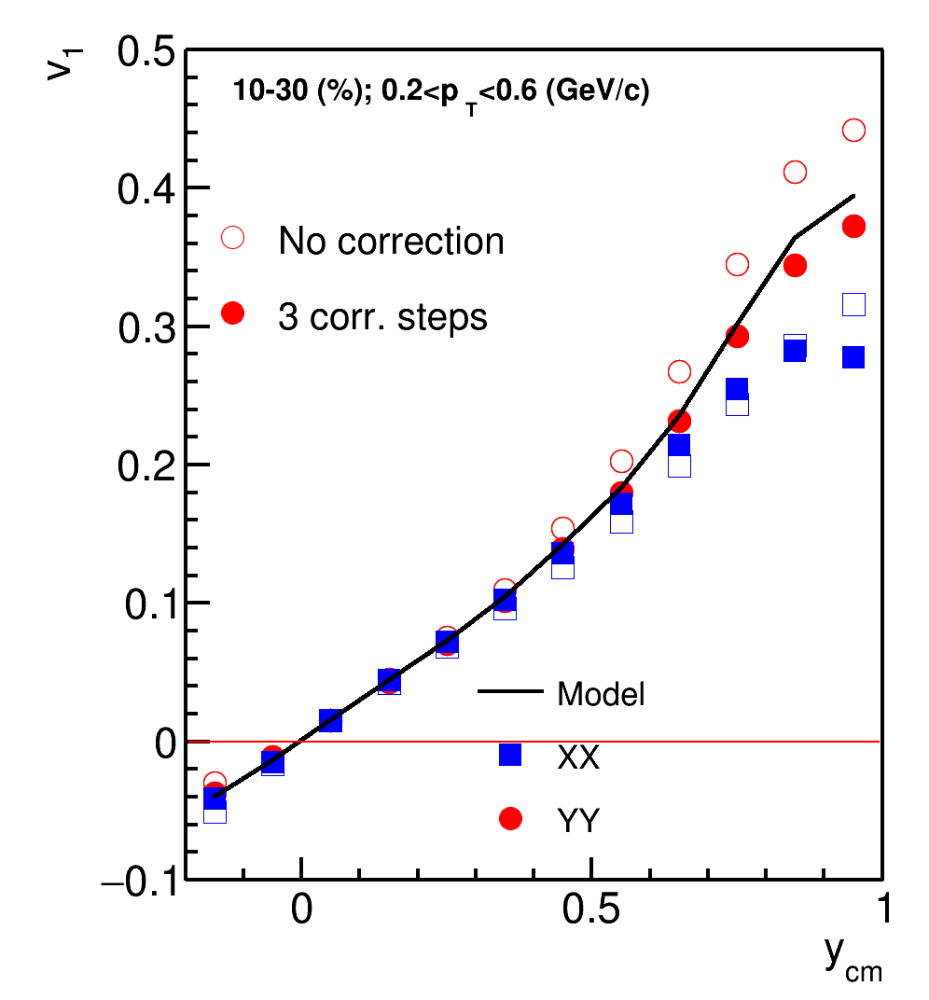 v1
0.5
10-30 (%); 0.2<pT<0.6 (GeV/c)
0.4
No correction
0.3
3 corr. steps
0.2
0.1
Model
0
XX
YY
−0.1
0 0.5 1
ycm